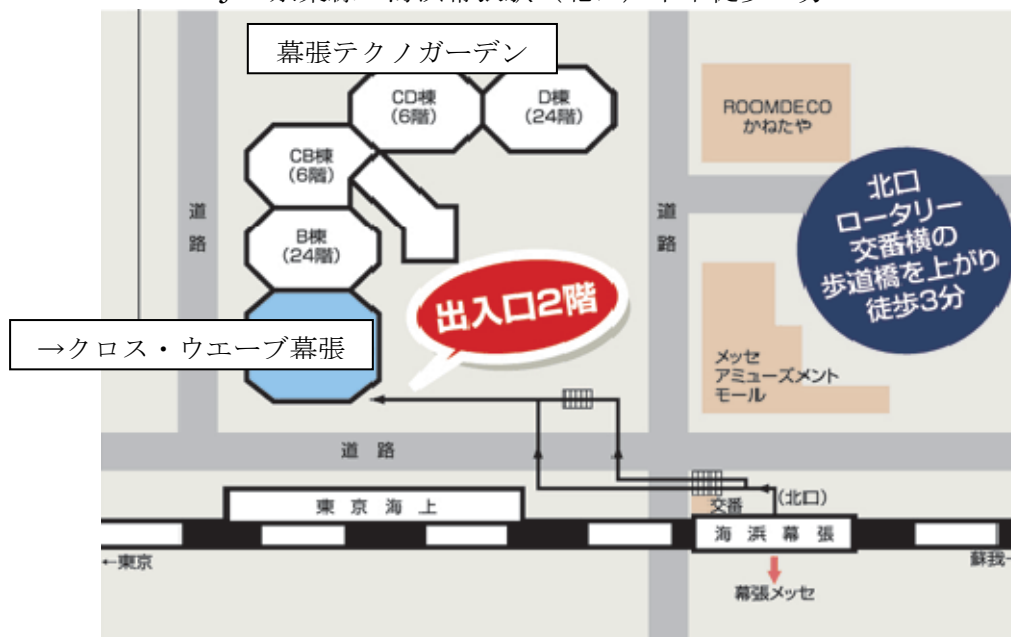 幕張テクノガーデン
CD棟
(6階)
D棟
(24階)
ROOMDECO
かねたや
CB棟
(6階)
北口
ロータリー
交番横の
歩道橋を上がり
徒歩3分
道
路
道
路
B棟
(24階)
出入口2階
→クロス・ウエーブ幕張
メッセ
アミューズメント
モール
道路
東京海上
交番
(北口)
海浜幕張
←東京
蘇我→
幕張メッセ